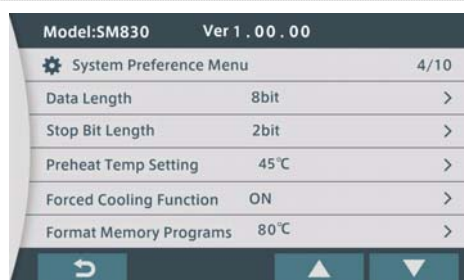 Model:SM830 Ver 1.00.00
System Preference Menu 4/10
Data Length 8bit >
Stop Bit Length 2bit >
Preheat Temp Setting 45℃ >
Forced Cooling Function ON >
Format Memory Programs 80℃ >